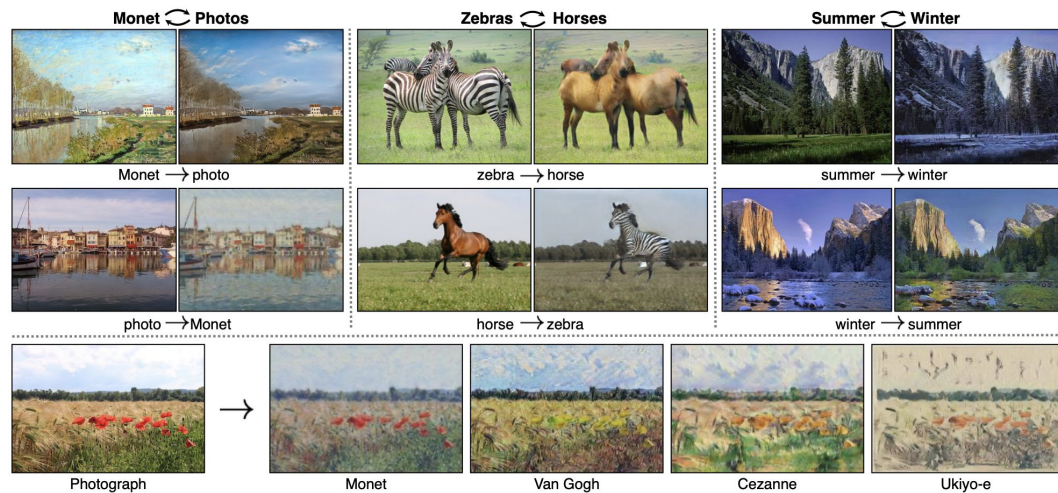 Monet Photos
Zebras Horses
Summer Winter
Monet → photo
zebra → horse
summer → winter
photo → Monet
horse → zebra
winter → summer
Photograph
Monet
Van Gogh
Cezanne
Ukiyo-e